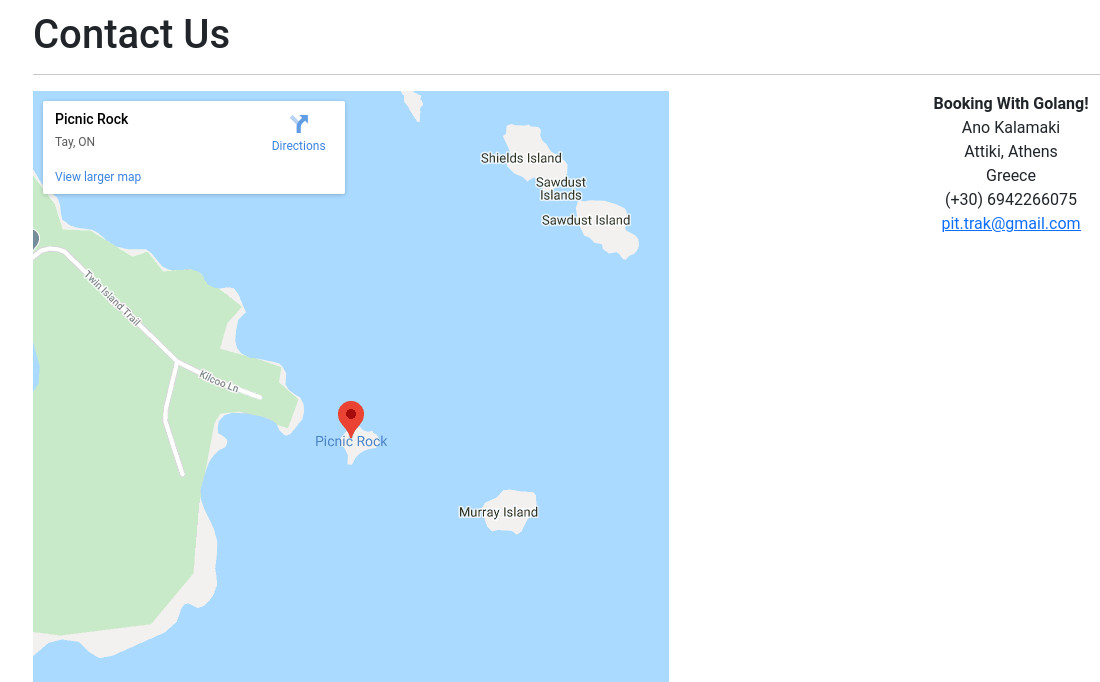 Contact Us
Picnic Rock
Tay, ON
Directions
View larger map
Shields Island
Sawdust
Islands
Sawdust Island
Twin Island Trail
Kilcoo Ln
Picnic Rock
Murray Island
Booking With Golang!
Ano Kalamaki
Attiki, Athens
Greece
(+30) 6942266075
pit.trak@gmail.com